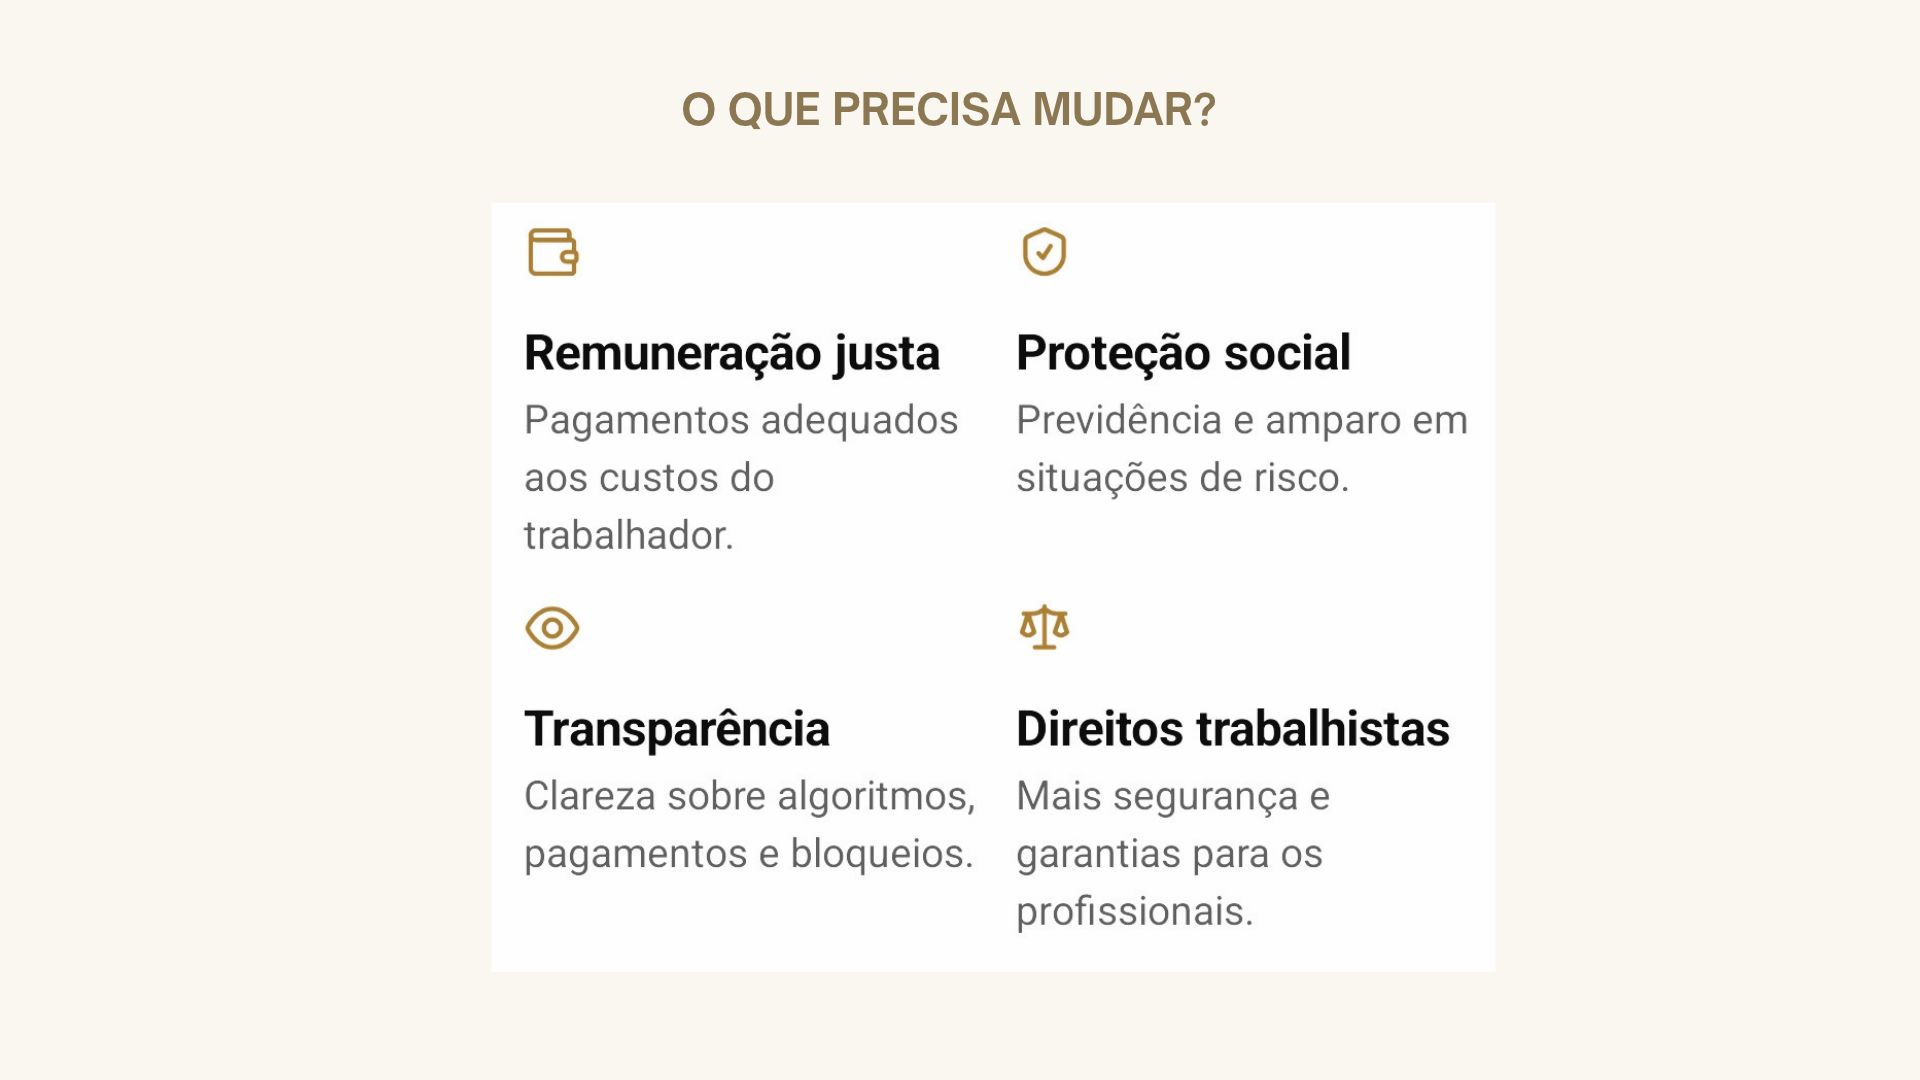 O QUE PRECISA MUDAR?
Remuneração justa
Pagamentos adequados
aos custos do
trabalhador.
Proteção social
Previdência e amparo em
situações de risco.
Transparência
Clareza sobre algoritmos,
pagamentos e bloqueios.
Direitos trabalhistas
Mais segurança e
garantias para os
profissionais.